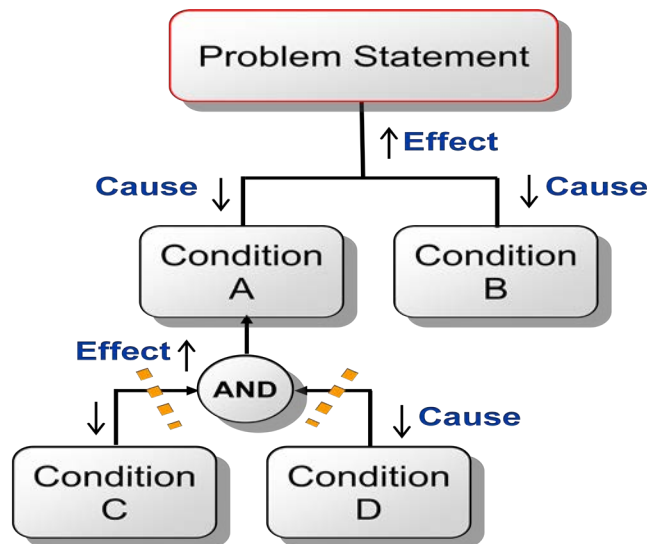 Problem Statement
↑ Effect
Cause ↓
↓ Cause
Condition
A
Condition
B
Effect ↑
AND
↓
↓ Cause
Condition
C
Condition
D